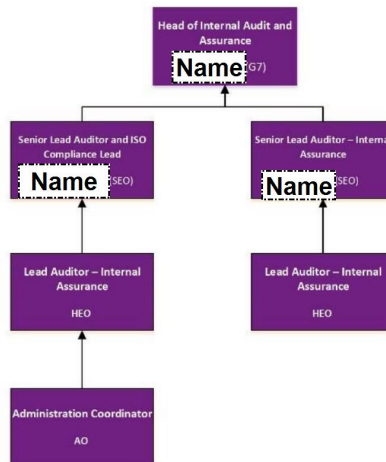 Head of Internal Audit and
Assurance
Name (G7)
Senior Lead Auditor and ISO
Compliance Lead
Name (SEO)
Senior Lead Auditor – Internal
Assurance
Name (SEO)
Lead Auditor – Internal
Assurance
HEO
Lead Auditor – Internal
Assurance
HEO
Administration Coordinator
AO